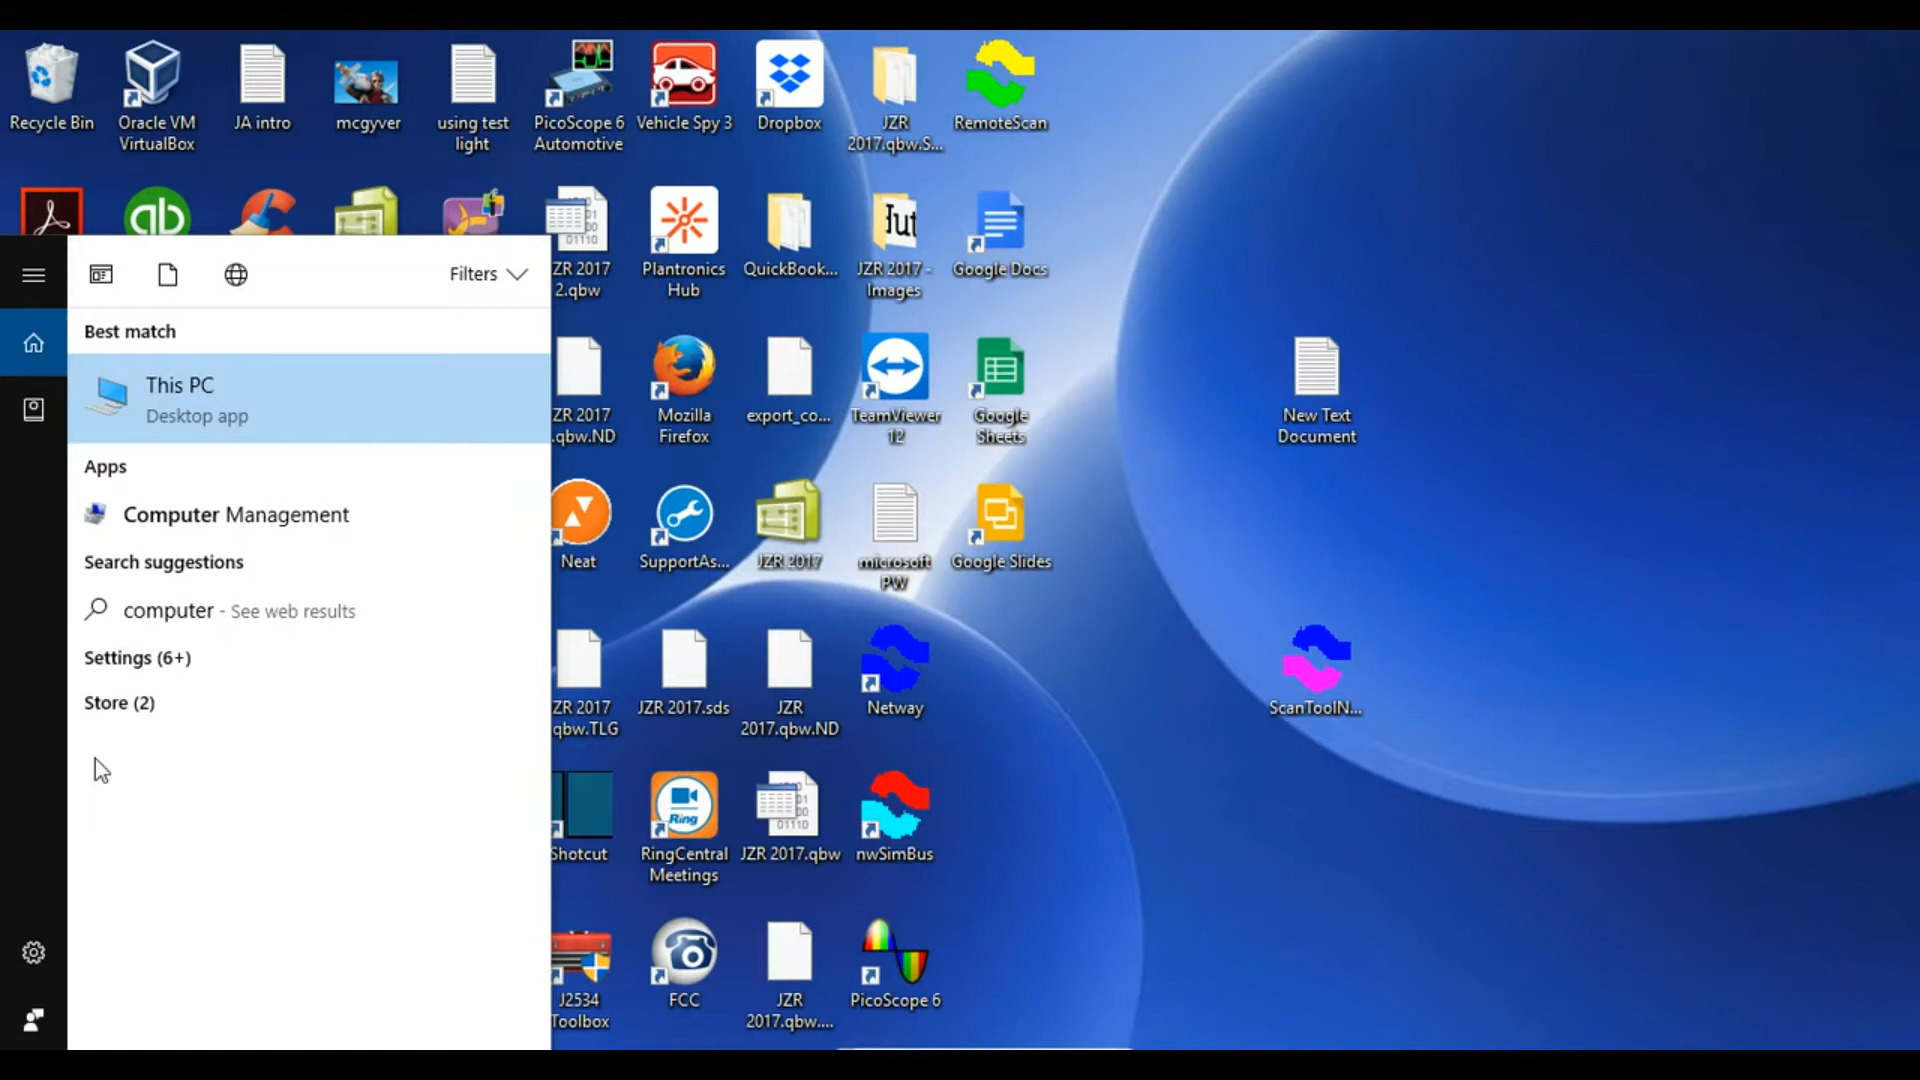 Recycle Bin
Oracle VM
VirtualBox
JA intro
mcgyver
using test
light
PicoScope 6
Automotive
Vehicle Spy 3
Dropbox
JZR
2017.qbw.S...
RemoteScan
qb
ZR 2017
2.qbw
Plantronics
Hub
QuickBook...
JZR 2017 -
Images
Google Docs
Filters
Best match
This PC
Desktop app
Apps
Computer Management
Search suggestions
computer - See web results
Settings (6+)
Store (2)
ZR 2017
.qbw.ND
Mozilla
Firefox
export_co...
TeamViewer
12
Google
Sheets
New Text
Document
Neat
SupportAs...
JZR 2017
microsoft
PW
Google Slides
ZR 2017
qbw.TLG
JZR 2017.sds
JZR
2017.qbw.ND
Netway
ScanToolN...
Shotcut
Ring
RingCentral
Meetings
JZR 2017.qbw
nwSimBus
J2534
Toolbox
FCC
JZR
2017.qbw....
PicoScope 6